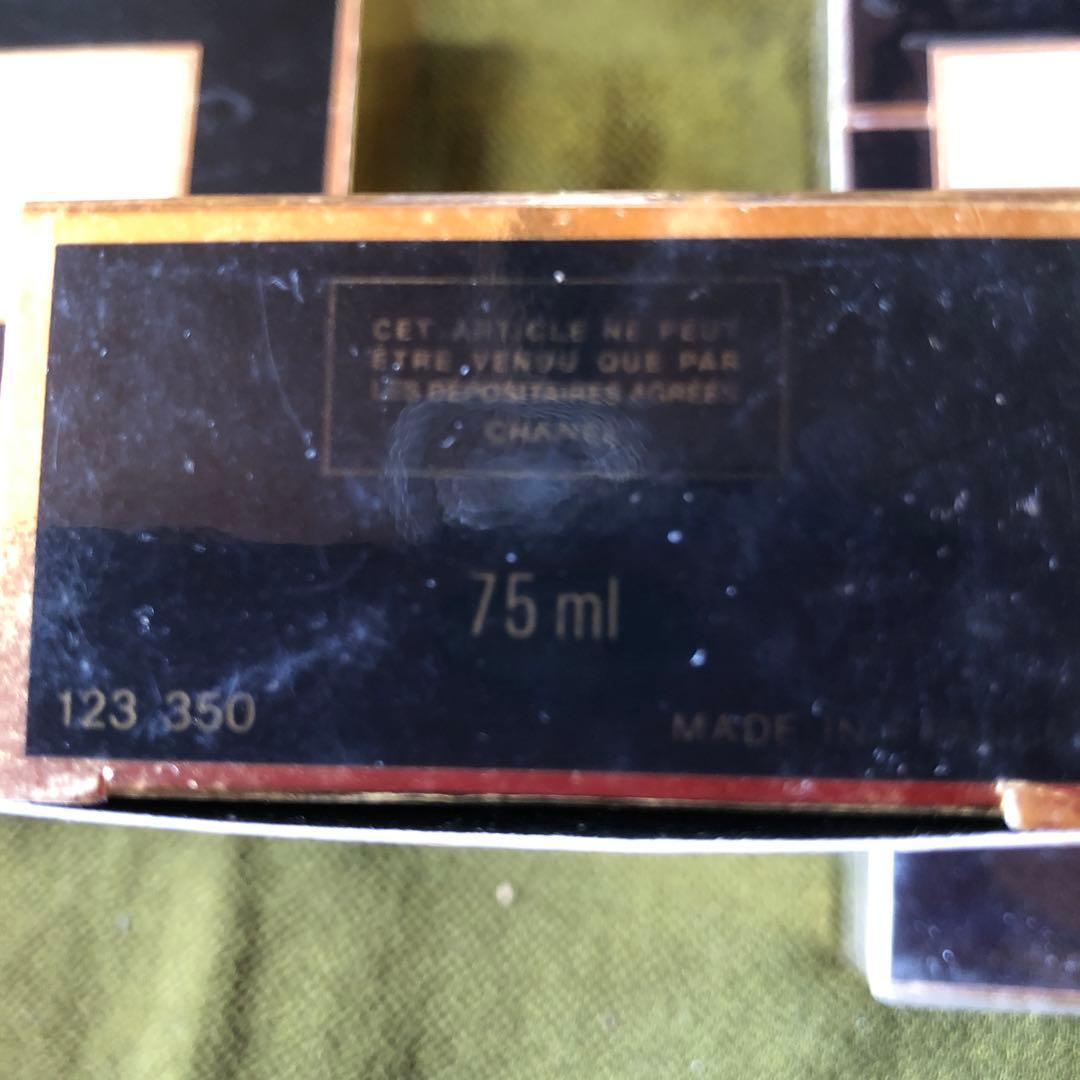 CET ARTICLE NE PEUT
ÊTRE VENDU QUE PAR
LES DÉPOSITAIRES AGRÉÉS
CHANEL
75 ml
123 350
MADE IN